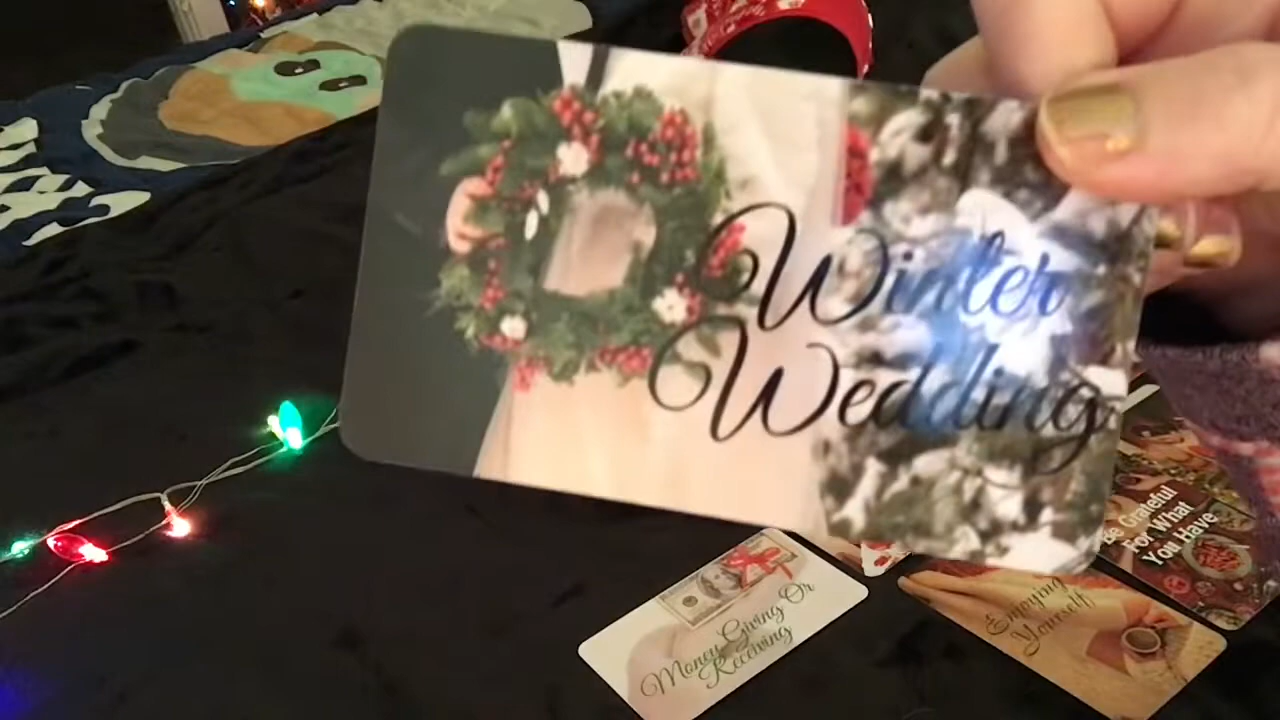 Winter
Wedding
Be Grateful
For What
You Have
Enjoying
Yourself
Money Giving Or
Receiving